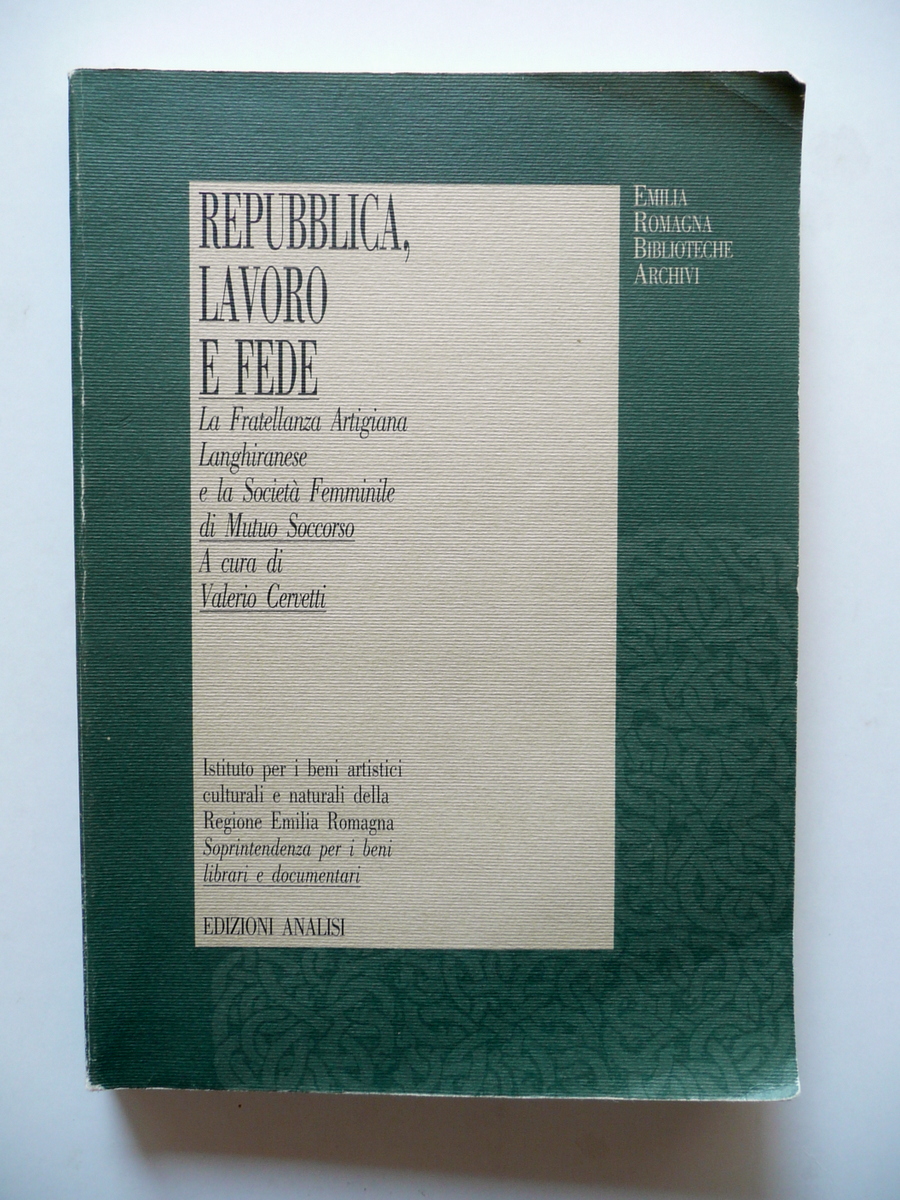 REPUBBLICA,
LAVORO
E FEDE
La Fratellanza Artigiana
Langhiranese
e la Società Femminile
di Mutuo Soccorso
A cura di
Valerio Cervetti
Istituto per i beni artistici
culturali e naturali della
Regione Emilia Romagna
Soprintendenza per i beni
librari e documentari
EDIZIONI ANALISI
EMILIA
ROMAGNA
BIBLIOTECHE
ARCHIVI